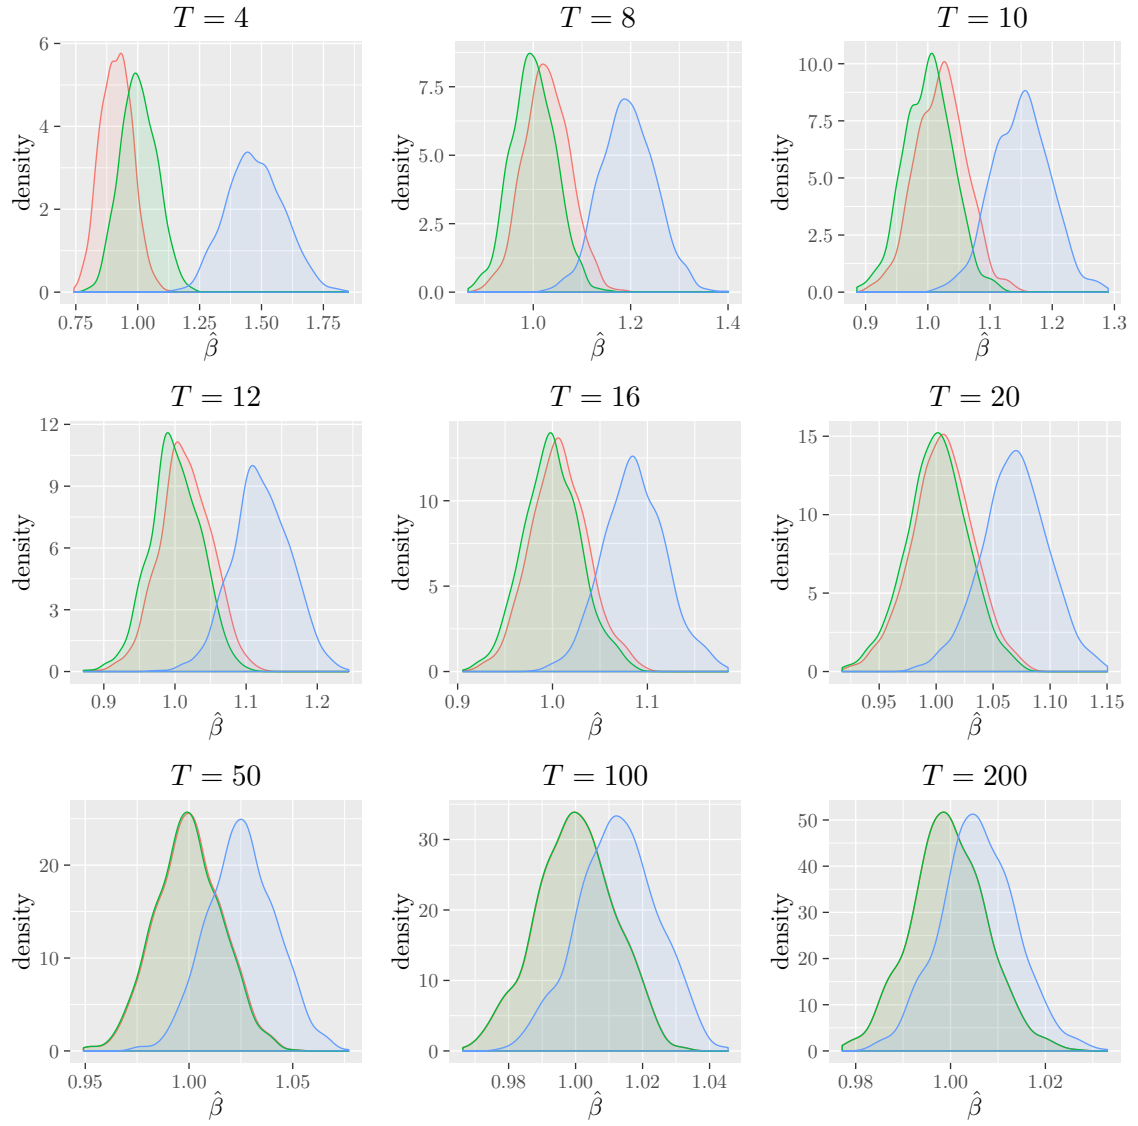 T = 4
T = 8
T = 10
density
6
4
2
0
0.75 1.00 1.25 1.50 1.75
β̂
density
7.5
5.0
2.5
0.0
1.0 1.2 1.4
β̂
density
10.0
7.5
5.0
2.5
0.0
0.9 1.0 1.1 1.2 1.3
β̂
T = 12
T = 16
T = 20
density
12
9
6
3
0
0.9 1.0 1.1 1.2
β̂
density
10
5
0
0.9 1.0 1.1
β̂
density
15
10
5
0
0.95 1.00 1.05 1.10 1.15
β̂
T = 50
T = 100
T = 200
density
20
10
0
0.95 1.00 1.05
β̂
density
30
20
10
0
0.98 1.00 1.02 1.04
β̂
density
50
40
30
20
10
0
0.98 1.00 1.02
β̂